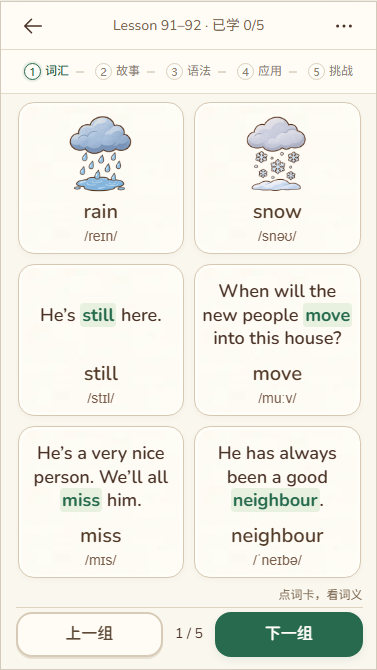 Lesson 91–92 · 已学 0/5
1 词汇 – 2 故事 – 3 语法 – 4 应用 – 5 挑战
rain
/reɪn/
snow
/snəʊ/
He's still here.
still
/stɪl/
When will the
new people move
into this house?
move
/muːv/
He's a very nice
person. We'll all
miss him.
miss
/mɪs/
He has always
been a good
neighbour.
neighbour
/ˈneɪbə/
点词卡，看词义
上一组
1 / 5
下一组